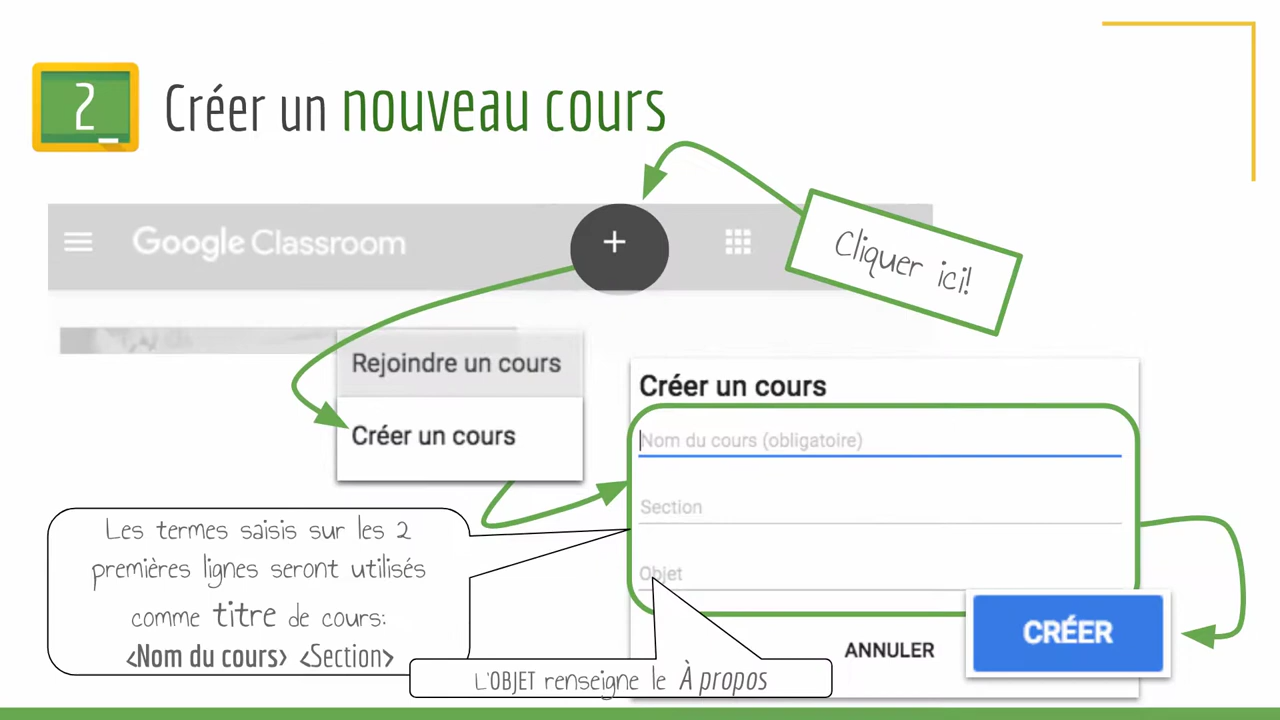 2
Créer un nouveau cours
Google Classroom
+
Cliquer ici!
Rejoindre un cours
Créer un cours
Créer un cours
Nom du cours (obligatoire)
Section
Objet
Les termes saisis sur les 2
premières lignes seront utilisés
comme titre de cours:
<Nom du cours> <Section>
ANNULER
CRÉER
L'OBJET renseigne le À propos